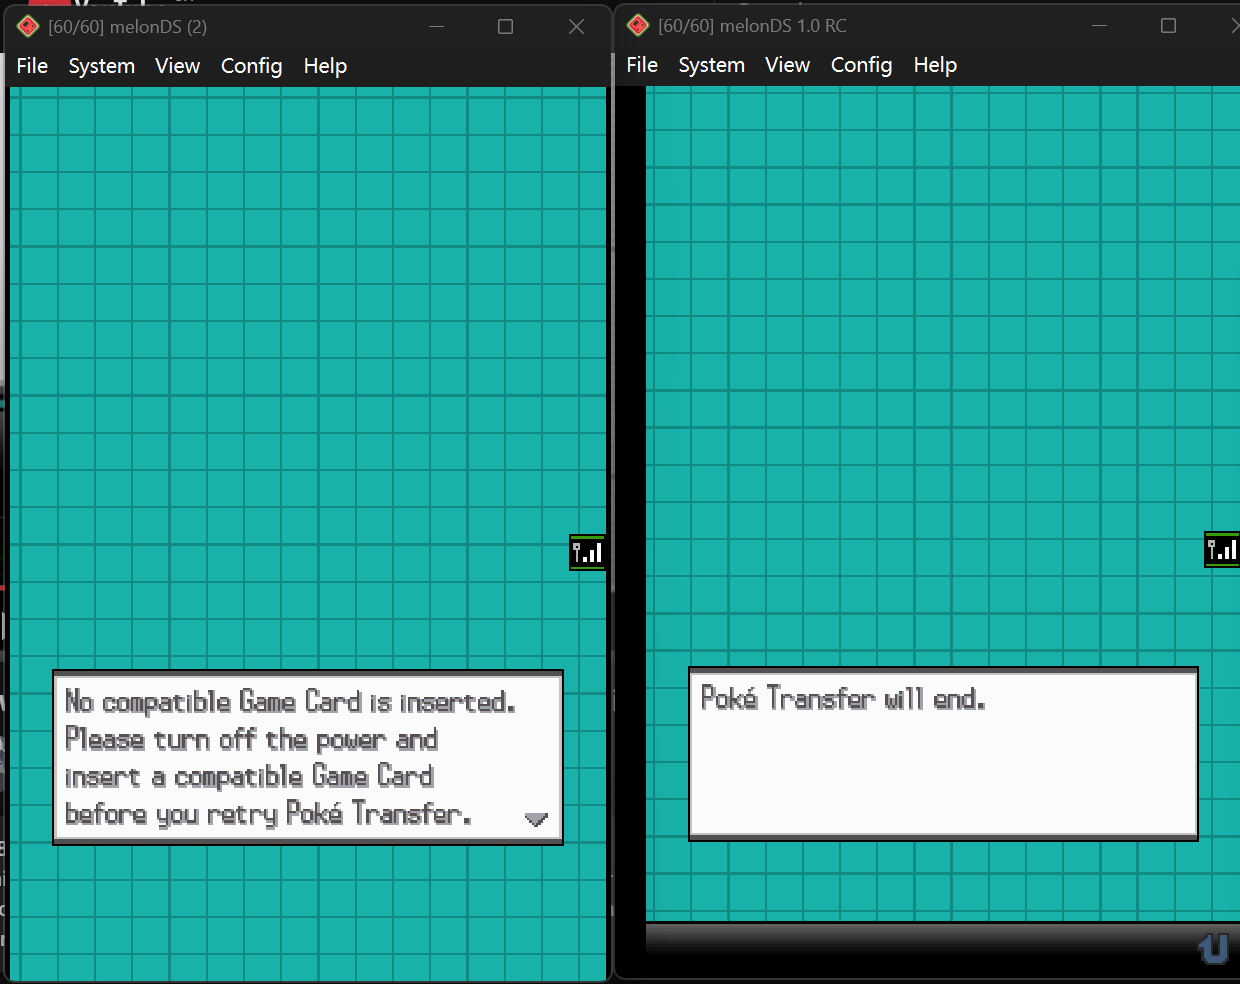 [60/60] melonDS (2)
File System View Config Help
No compatible Game Card is inserted.
Please turn off the power and
insert a compatible Game Card
before you retry Poké Transfer.
[60/60] melonDS 1.0 RC
File System View Config Help
Poké Transfer will end.